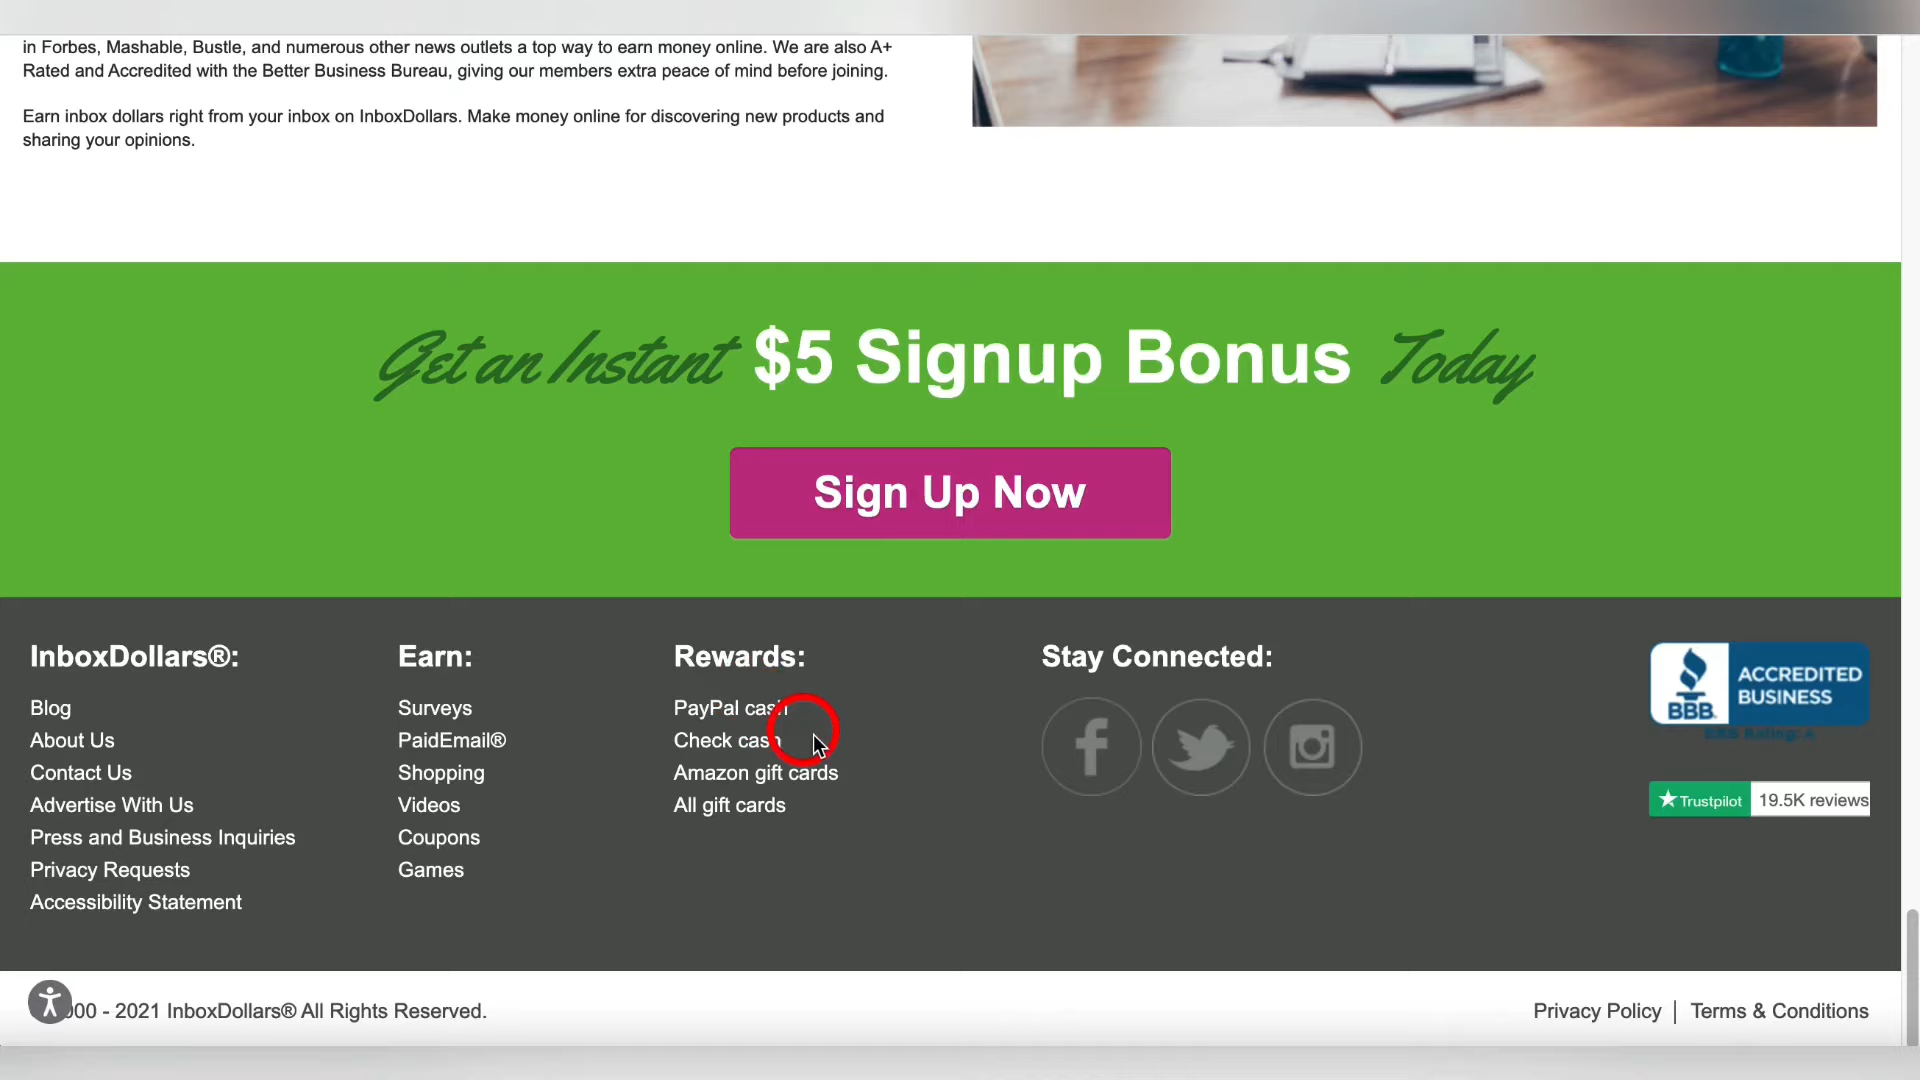 in Forbes, Mashable, Bustle, and numerous other news outlets a top way to earn money online. We are also A+
Rated and Accredited with the Better Business Bureau, giving our members extra peace of mind before joining.
Earn inbox dollars right from your inbox on InboxDollars. Make money online for discovering new products and
sharing your opinions.
Get an Instant $5 Signup Bonus Today
Sign Up Now
InboxDollars®:
Blog
About Us
Contact Us
Advertise With Us
Press and Business Inquiries
Privacy Requests
Accessibility Statement
Earn:
Surveys
PaidEmail®
Shopping
Videos
Coupons
Games
Rewards:
PayPal cash
Check cash
Amazon gift cards
All gift cards
Stay Connected:
BBB.
ACCREDITED
BUSINESS
BBB Rating: A
Trustpilot 19.5K reviews
00 - 2021 InboxDollars® All Rights Reserved.
Privacy Policy | Terms & Conditions